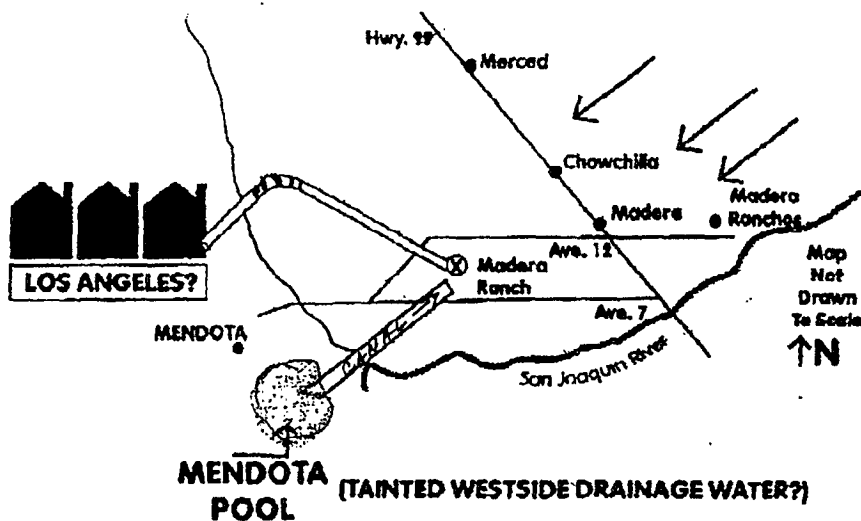 Hwy. 99
Merced
Chowchilla
Madera
Madera
Ranchos
Ave. 12
Madera
Ranch
LOS ANGELES?
Map
Not
Drawn
To Scale
↑N
Ave. 7
MENDOTA
CANAL
San Joaquin River
MENDOTA
POOL
(TAINTED WESTSIDE DRAINAGE WATER?)